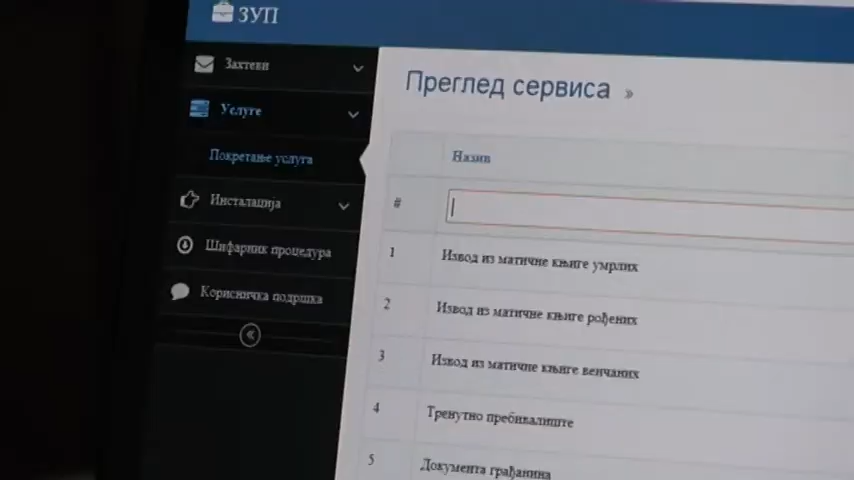 ЗУП
Захтеви
Услуге
Покретање услуга
Инсталација
Шифарник процедура
Корисничка подршка
Преглед сервиса »
Назив
#
1 Извод из матичне књиге умрлих
2 Извод из матичне књиге рођених
3 Извод из матичне књиге венчаних
4 Тренутно пребивалиште
5 Документа грађанина